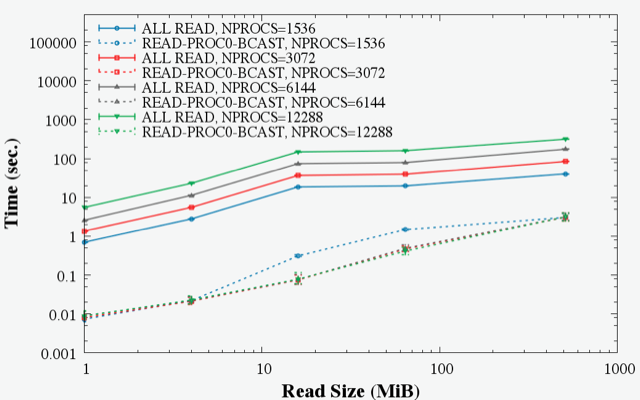 ALL READ, NPROCS=1536
READ-PROC0-BCAST, NPROCS=1536
ALL READ, NPROCS=3072
READ-PROC0-BCAST, NPROCS=3072
ALL READ, NPROCS=6144
READ-PROC0-BCAST, NPROCS=6144
ALL READ, NPROCS=12288
READ-PROC0-BCAST, NPROCS=12288
100000
10000
1000
100
10
1
0.1
0.01
0.001
Time (sec.)
1 10 100 1000
Read Size (MiB)